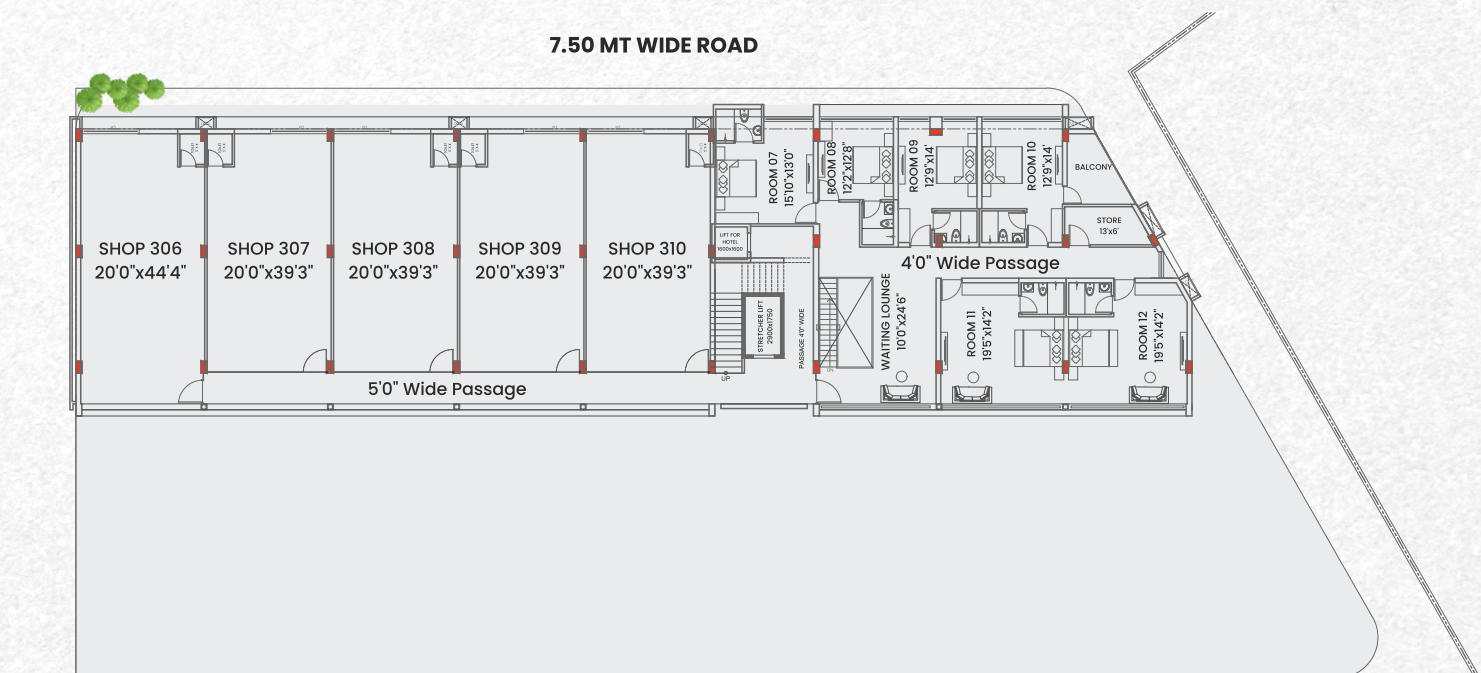 7.50 MT WIDE ROAD
SHOP 306
20'0"x44'4"
SHOP 307
20'0"x39'3"
SHOP 308
20'0"x39'3"
SHOP 309
20'0"x39'3"
SHOP 310
20'0"x39'3"
5'0" Wide Passage
ROOM 07
15'10"x13'0"
ROOM 08
12'2"x12'8"
ROOM 09
12'9"x14'
ROOM 10
12'9"x14'
BALCONY
STORE
13'x6'
LIFT FOR
HOTEL
1600x1600
4'0" Wide Passage
STRETCHER LIFT
2900x1750
PASSAGE 4'0" WIDE
UP
WAITING LOUNGE
10'0"x24'6"
ROOM 11
19'5"x14'2"
ROOM 12
19'5"x14'2"